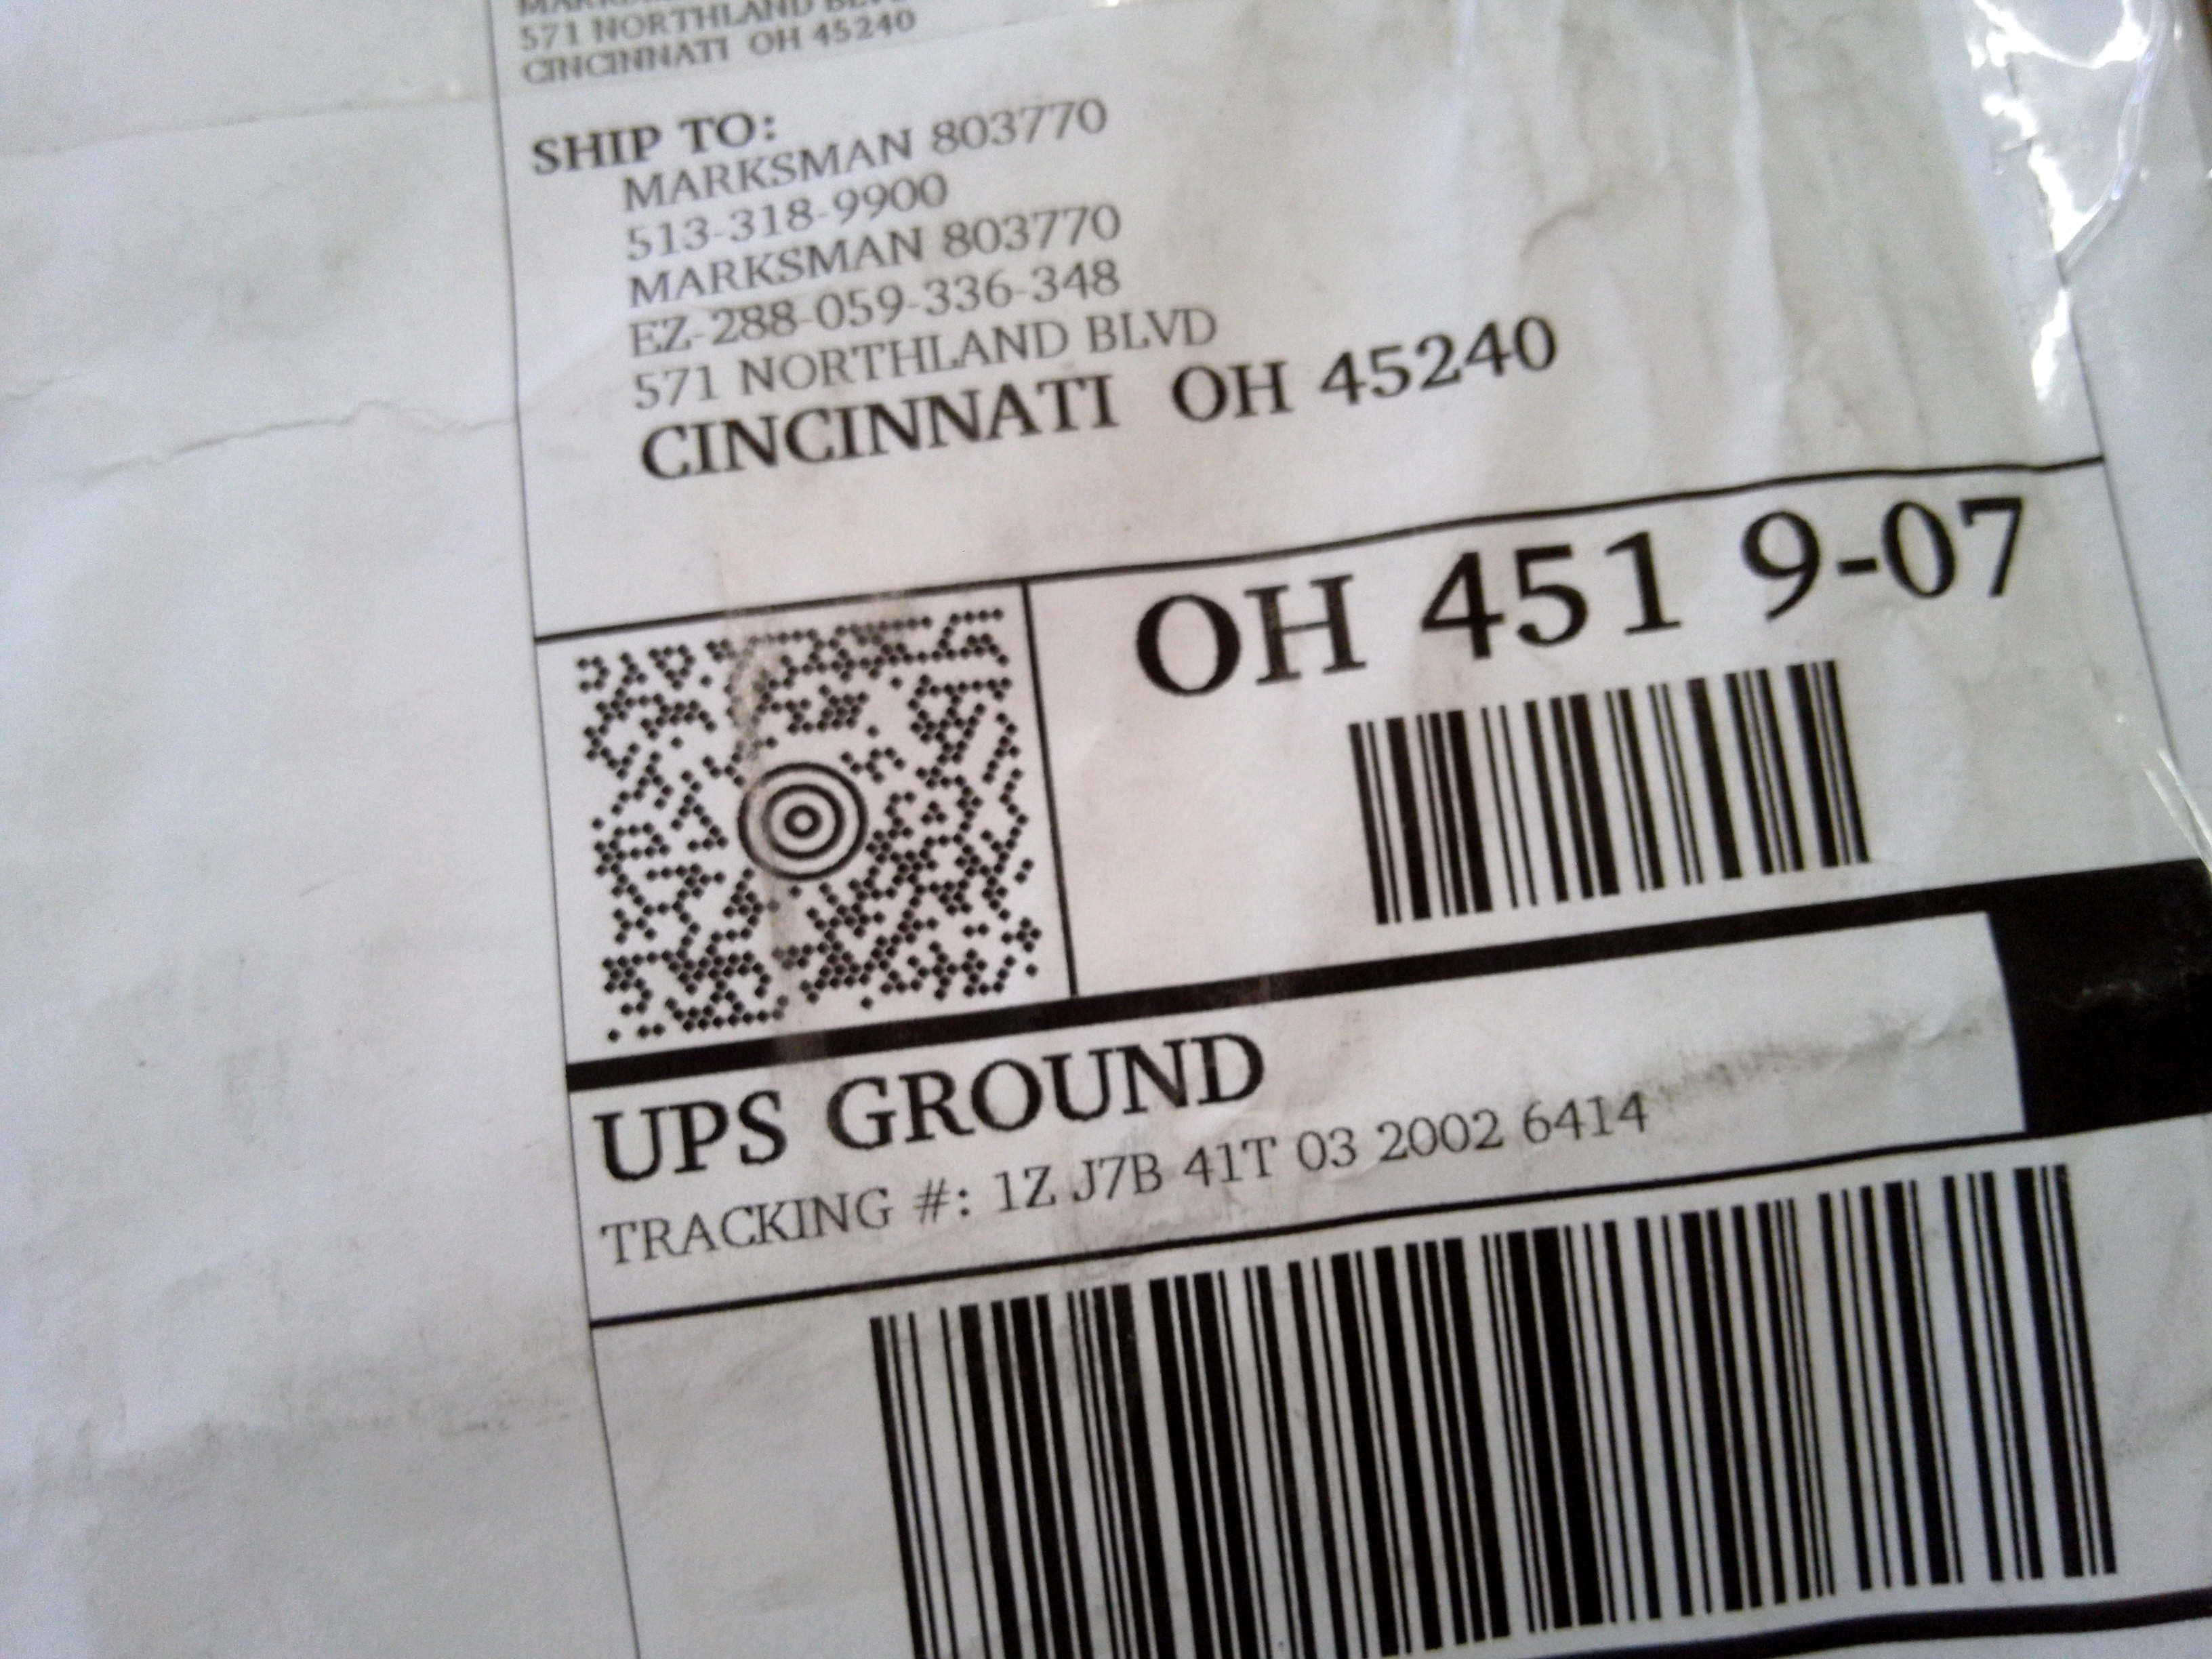 571 NORTHLAND BLVD
CINCINNATI OH 45240
SHIP TO:
MARKSMAN 803770
513-318-9900
MARKSMAN 803770
EZ-288-059-336-348
571 NORTHLAND BLVD
CINCINNATI OH 45240
OH 451 9-07
UPS GROUND
TRACKING #: 1Z J7B 41T 03 2002 6414